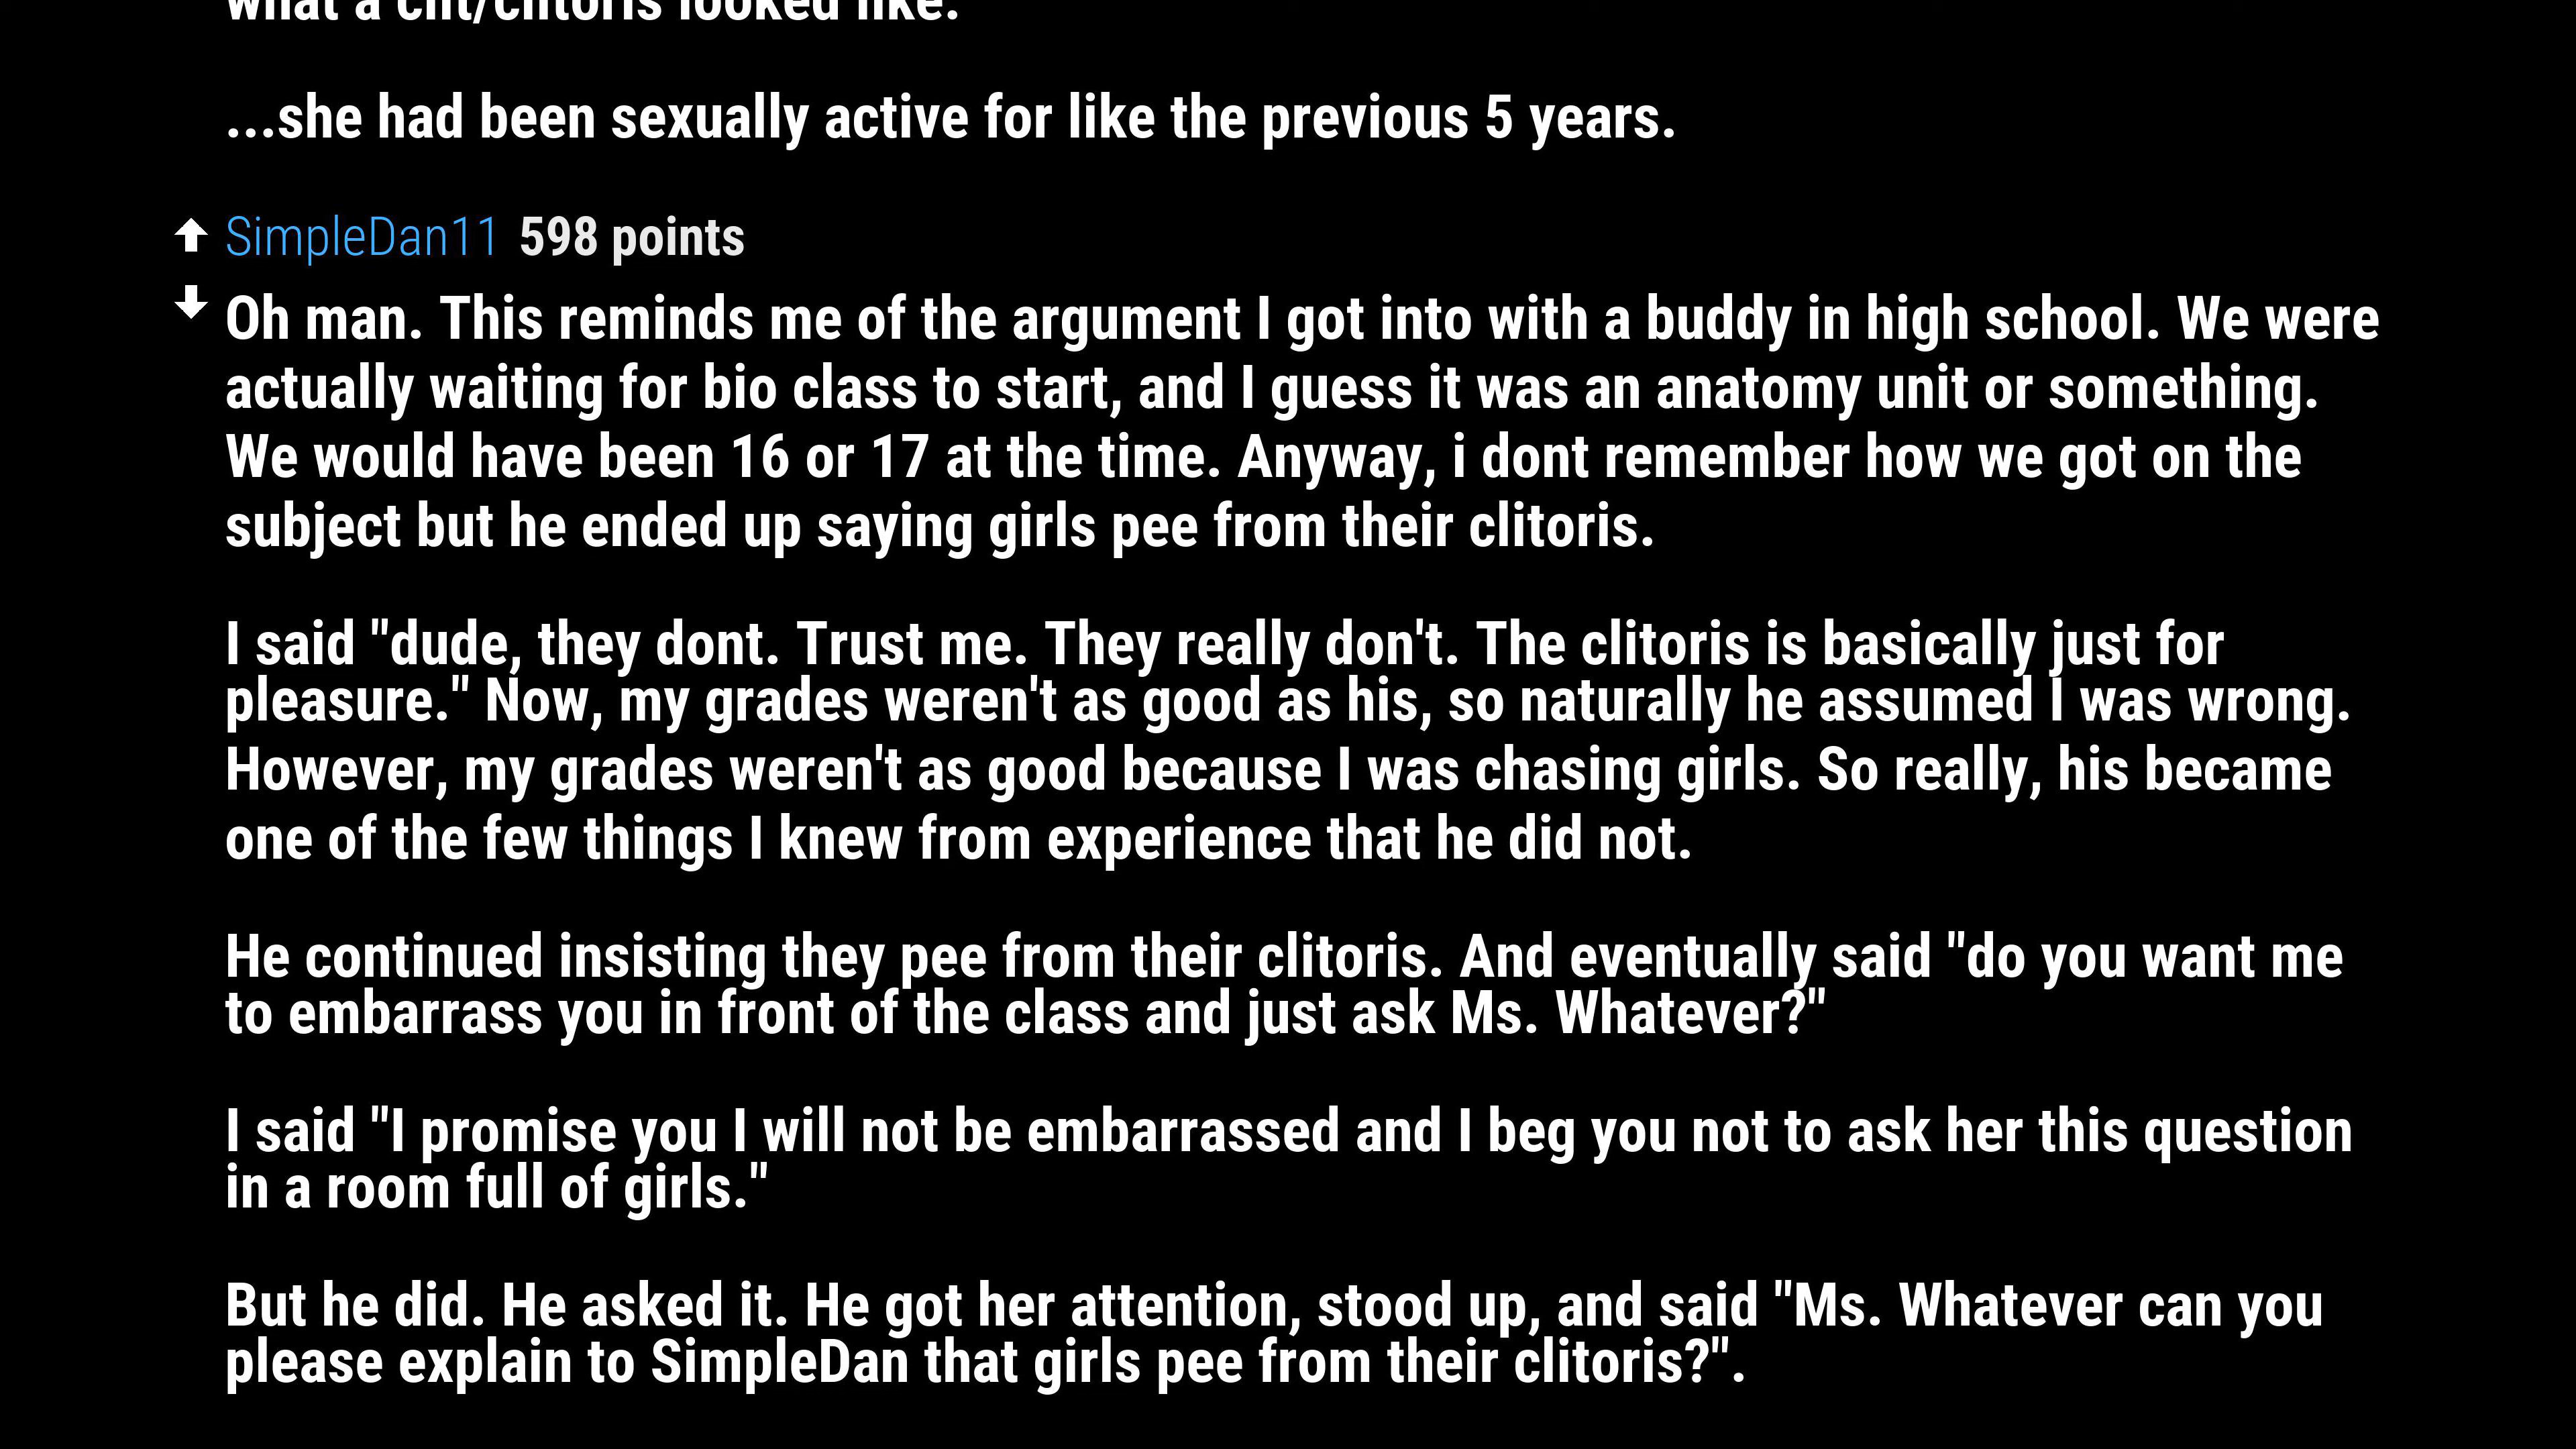 what a clit/clitoris looked like.
...she had been sexually active for like the previous 5 years.
SimpleDan11 598 points
Oh man. This reminds me of the argument I got into with a buddy in high school. We were
actually waiting for bio class to start, and I guess it was an anatomy unit or something.
We would have been 16 or 17 at the time. Anyway, i dont remember how we got on the
subject but he ended up saying girls pee from their clitoris.
I said "dude, they dont. Trust me. They really don't. The clitoris is basically just for
pleasure." Now, my grades weren't as good as his, so naturally he assumed I was wrong.
However, my grades weren't as good because I was chasing girls. So really, his became
one of the few things I knew from experience that he did not.
He continued insisting they pee from their clitoris. And eventually said "do you want me
to embarrass you in front of the class and just ask Ms. Whatever?"
I said "I promise you I will not be embarrassed and I beg you not to ask her this question
in a room full of girls."
But he did. He asked it. He got her attention, stood up, and said "Ms. Whatever can you
please explain to SimpleDan that girls pee from their clitoris?".